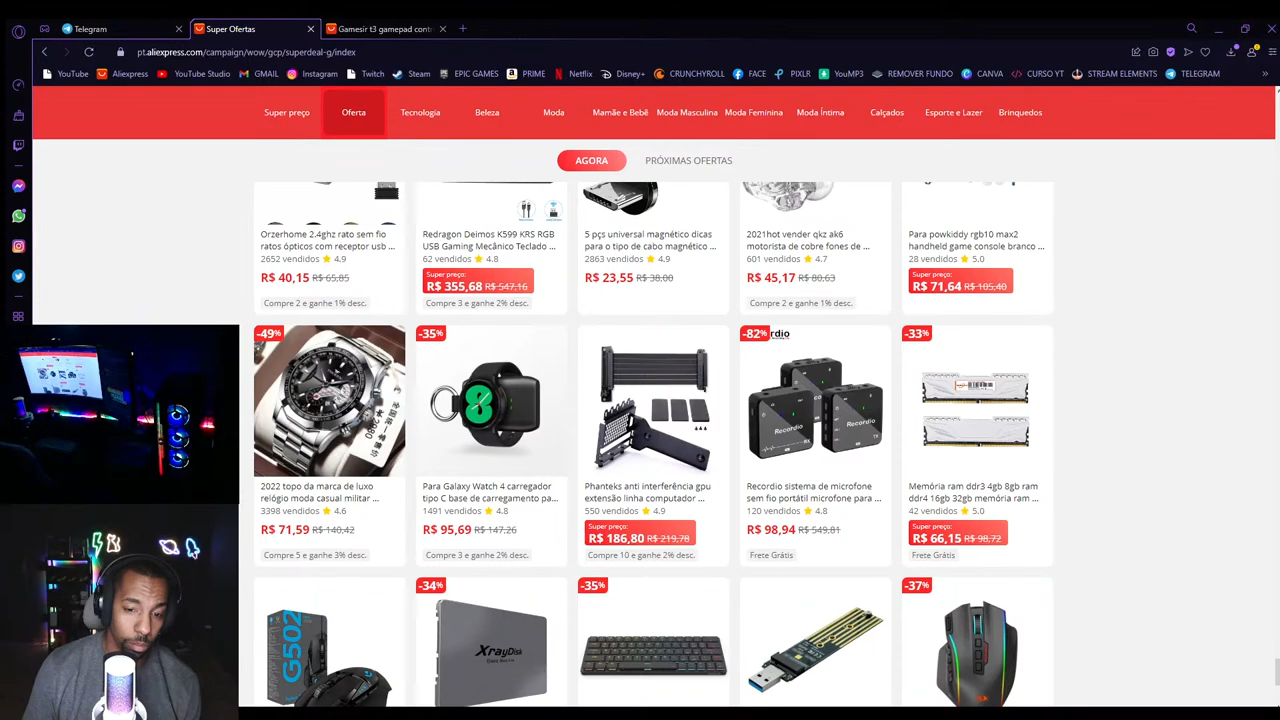 Telegram
Super Ofertas
Gamesir t3 gamepad cont
pt.aliexpress.com/campaign/wow/gcp/superdeal-g/index
YouTube
Aliexpress
YouTube Studio
GMAIL
Instagram
Twitch
Steam
EPIC GAMES
PRIME
Netflix
Disney+
CRUNCHYROLL
FACE
PIXLR
YouMP3
REMOVER FUNDO
CANVA
CURSO YT
STREAM ELEMENTS
TELEGRAM
Super preço
Oferta
Tecnologia
Beleza
Moda
Mamãe e Bebê
Moda Masculina
Moda Feminina
Moda Íntima
Calçados
Esporte e Lazer
Brinquedos
AGORA
PRÓXIMAS OFERTAS
Orzerhome 2.4ghz rato sem fio
ratos ópticos com receptor usb ...
2652 vendidos 4.9
R$ 40,15 R$ 65,85
Compre 2 e ganhe 1% desc.
Redragon Deimos K599 KRS RGB
USB Gaming Mecânico Teclado ...
62 vendidos 4.8
Super preço:
R$ 355,68 R$ 547,16
Compre 3 e ganhe 2% desc.
5 pçs universal magnético dicas
para o tipo de cabo magnético ...
2863 vendidos 4.9
R$ 23,55 R$ 38,00
2021hot vender qkz ak6
motorista de cobre fones de ...
601 vendidos 4.7
R$ 45,17 R$ 80,63
Compre 2 e ganhe 1% desc.
Para powkiddy rgb10 max2
handheld game console branco ...
28 vendidos 5.0
Super preço:
R$ 71,64 R$ 105,40
-49%
2022 topo da marca de luxo
relógio moda casual militar ...
3398 vendidos 4.6
R$ 71,59 R$ 140,42
Compre 5 e ganhe 3% desc.
-35%
Para Galaxy Watch 4 carregador
tipo C base de carregamento pa...
1491 vendidos 4.8
R$ 95,69 R$ 147,26
Compre 3 e ganhe 2% desc.
Phanteks anti interferência gpu
extensão linha computador ...
550 vendidos 4.9
Super preço:
R$ 186,80 R$ 219,78
Compre 10 e ganhe 2% desc.
-82%
rdio
Recordio
RX
Recordio
TX
Recordio sistema de microfone
sem fio portátil microfone para ...
120 vendidos 4.8
R$ 98,94 R$ 549,81
Frete Grátis
-33%
Memória ram ddr3 4gb 8gb ram
ddr4 16gb 32gb memória ram ...
42 vendidos 5.0
Super preço:
R$ 66,15 R$ 98,72
Frete Grátis
G502
-34%
XrayDisk
-35%
-37%